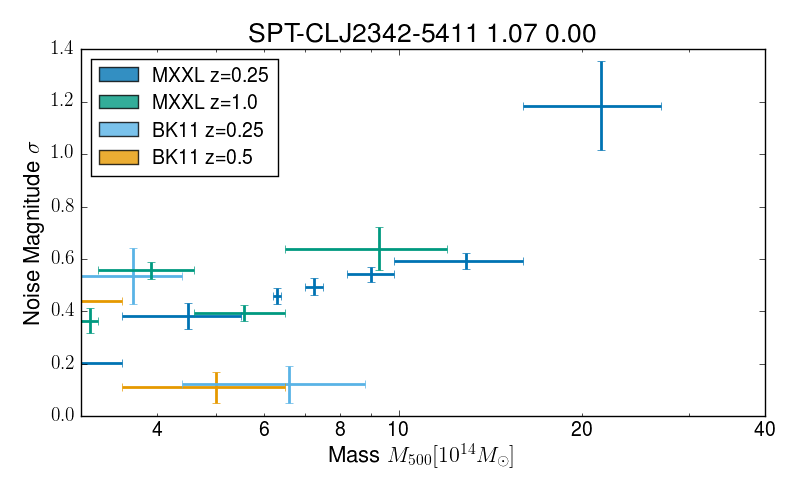 SPT-CLJ2342-5411 1.07 0.00
1.4
1.2
1.0
0.8
0.6
0.4
0.2
0.0
Noise Magnitude σ
MXXL z=0.25
MXXL z=1.0
BK11 z=0.25
BK11 z=0.5
4 6 8 10 20 40
Mass M₅₀₀[10¹⁴M☉]